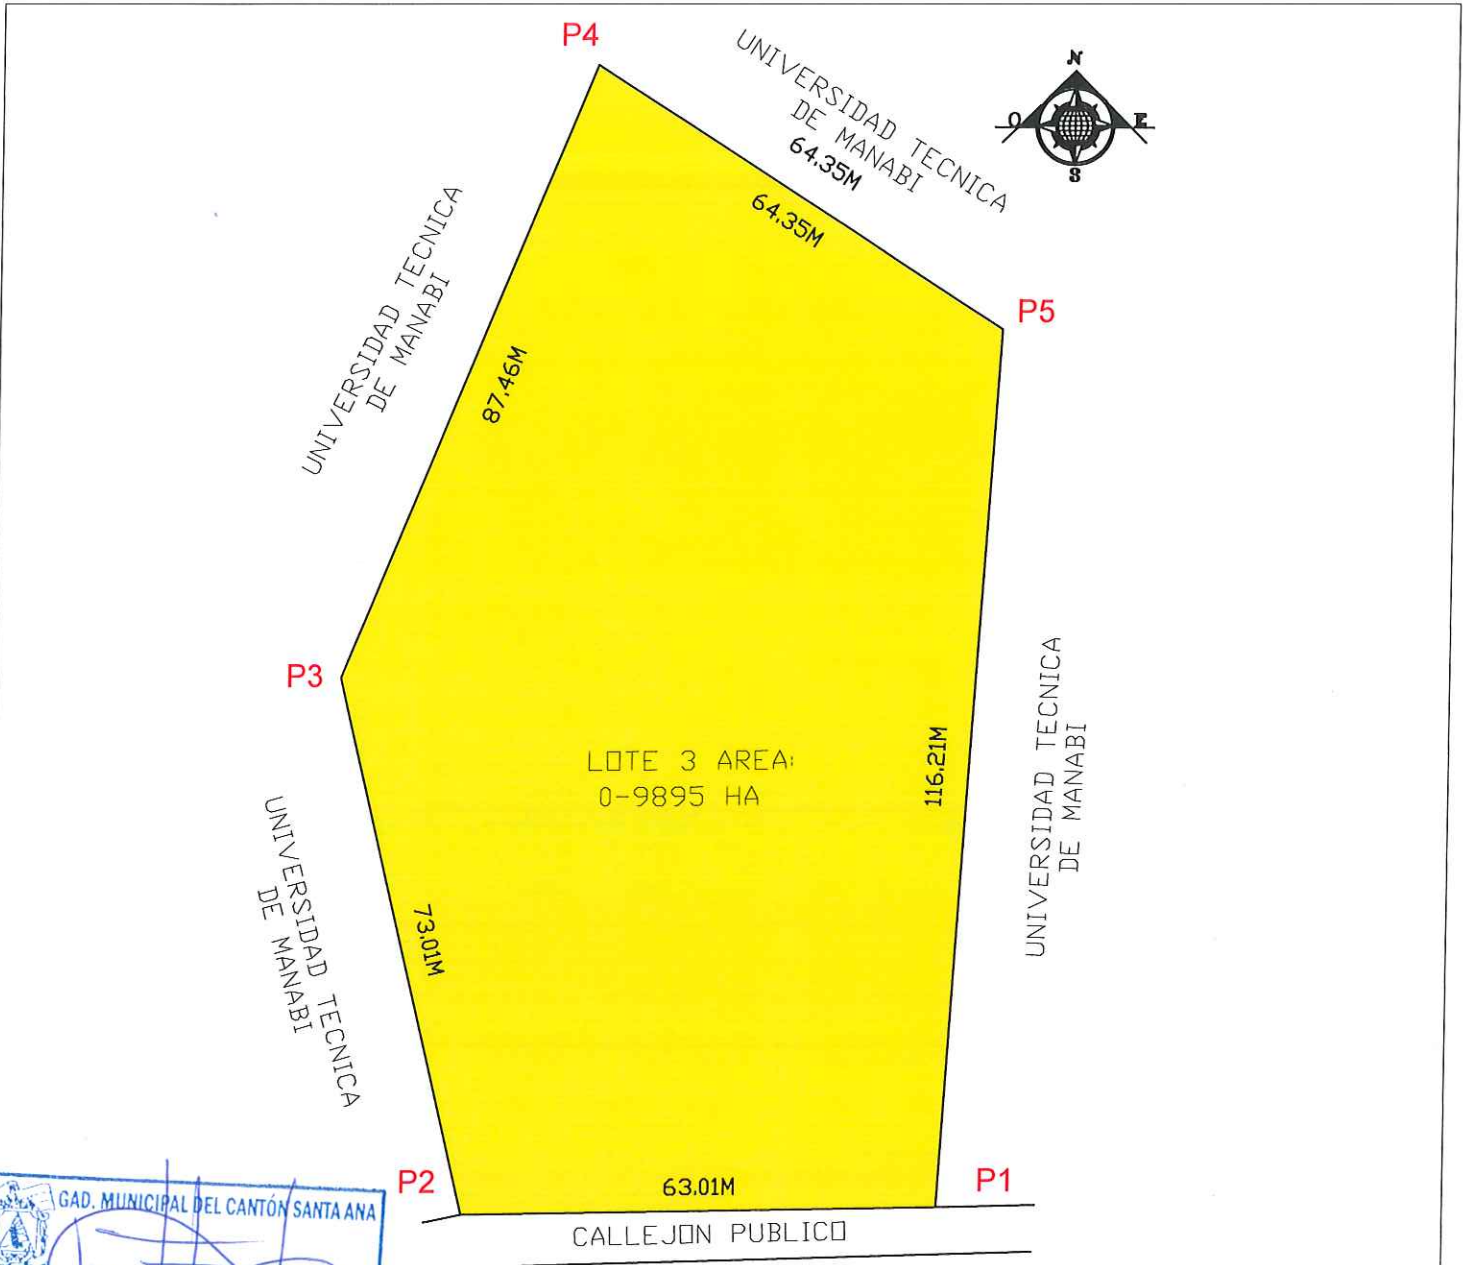 P4
UNIVERSIDAD TECNICA
DE MANABI
64.35M
N
O
E
S
64.35M
P5
UNIVERSIDAD TECNICA
DE MANABI
87.46M
P3
LOTE 3 AREA:
0-9895 HA
116.21M
UNIVERSIDAD TECNICA
DE MANABI
UNIVERSIDAD TECNICA
DE MANABI
73.01M
P2
63.01M
P1
CALLEJON PUBLICO
GAD. MUNICIPAL DEL CANTÓN SANTA ANA